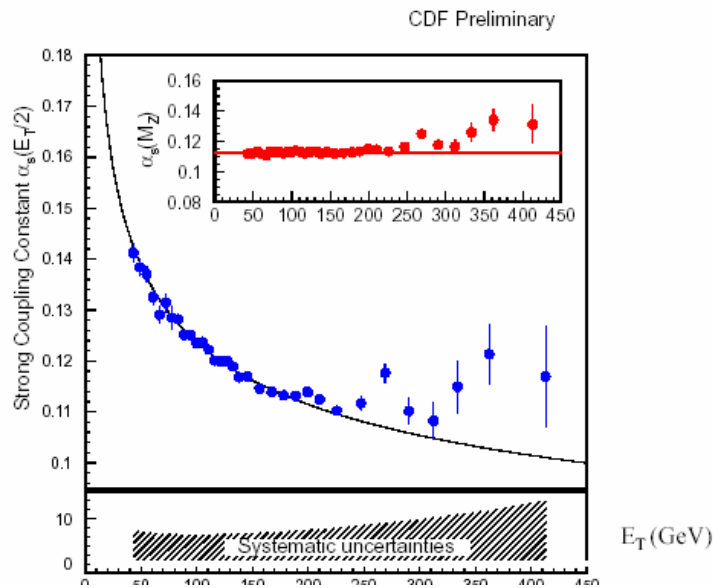 CDF Preliminary
Strong Coupling Constant αs(ET/2)
0.18
0.17
0.16
0.15
0.14
0.13
0.12
0.11
0.1
αs(MZ)
0.16
0.14
0.12
0.1
0.08
0 50 100 150 200 250 300 350 400 450
10
0
Systematic uncertainties
ET (GeV)
0 50 100 150 200 250 300 350 400 450